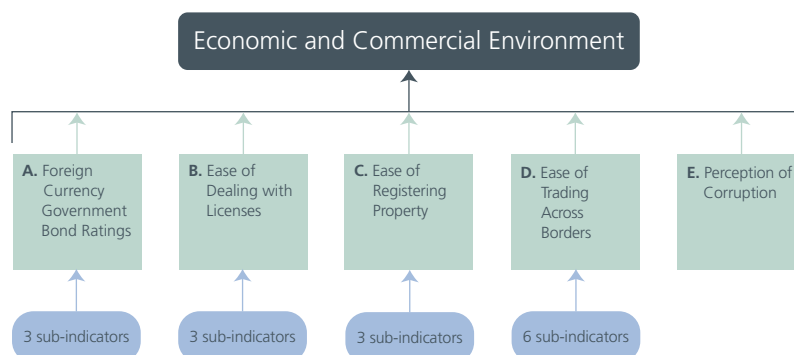 Economic and Commercial Environment
A. Foreign
Currency
Government
Bond Ratings
B. Ease of
Dealing with
Licenses
C. Ease of
Registering
Property
D. Ease of
Trading
Across
Borders
E. Perception of
Corruption
3 sub-indicators
3 sub-indicators
3 sub-indicators
6 sub-indicators